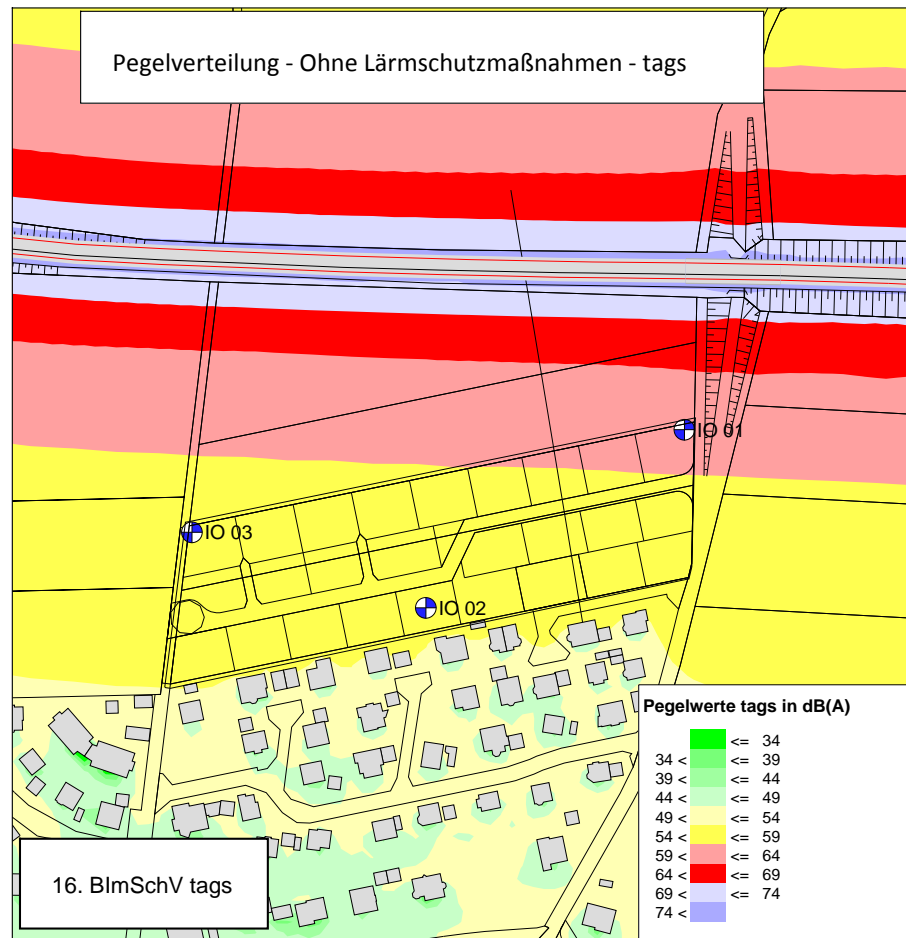 Pegelverteilung - Ohne Lärmschutzmaßnahmen - tags
IO 01
IO 03
IO 02
Pegelwerte tags in dB(A)
<= 34
34 < <= 39
39 < <= 44
44 < <= 49
49 < <= 54
54 < <= 59
59 < <= 64
64 < <= 69
69 < <= 74
74 <
16. BImSchV tags